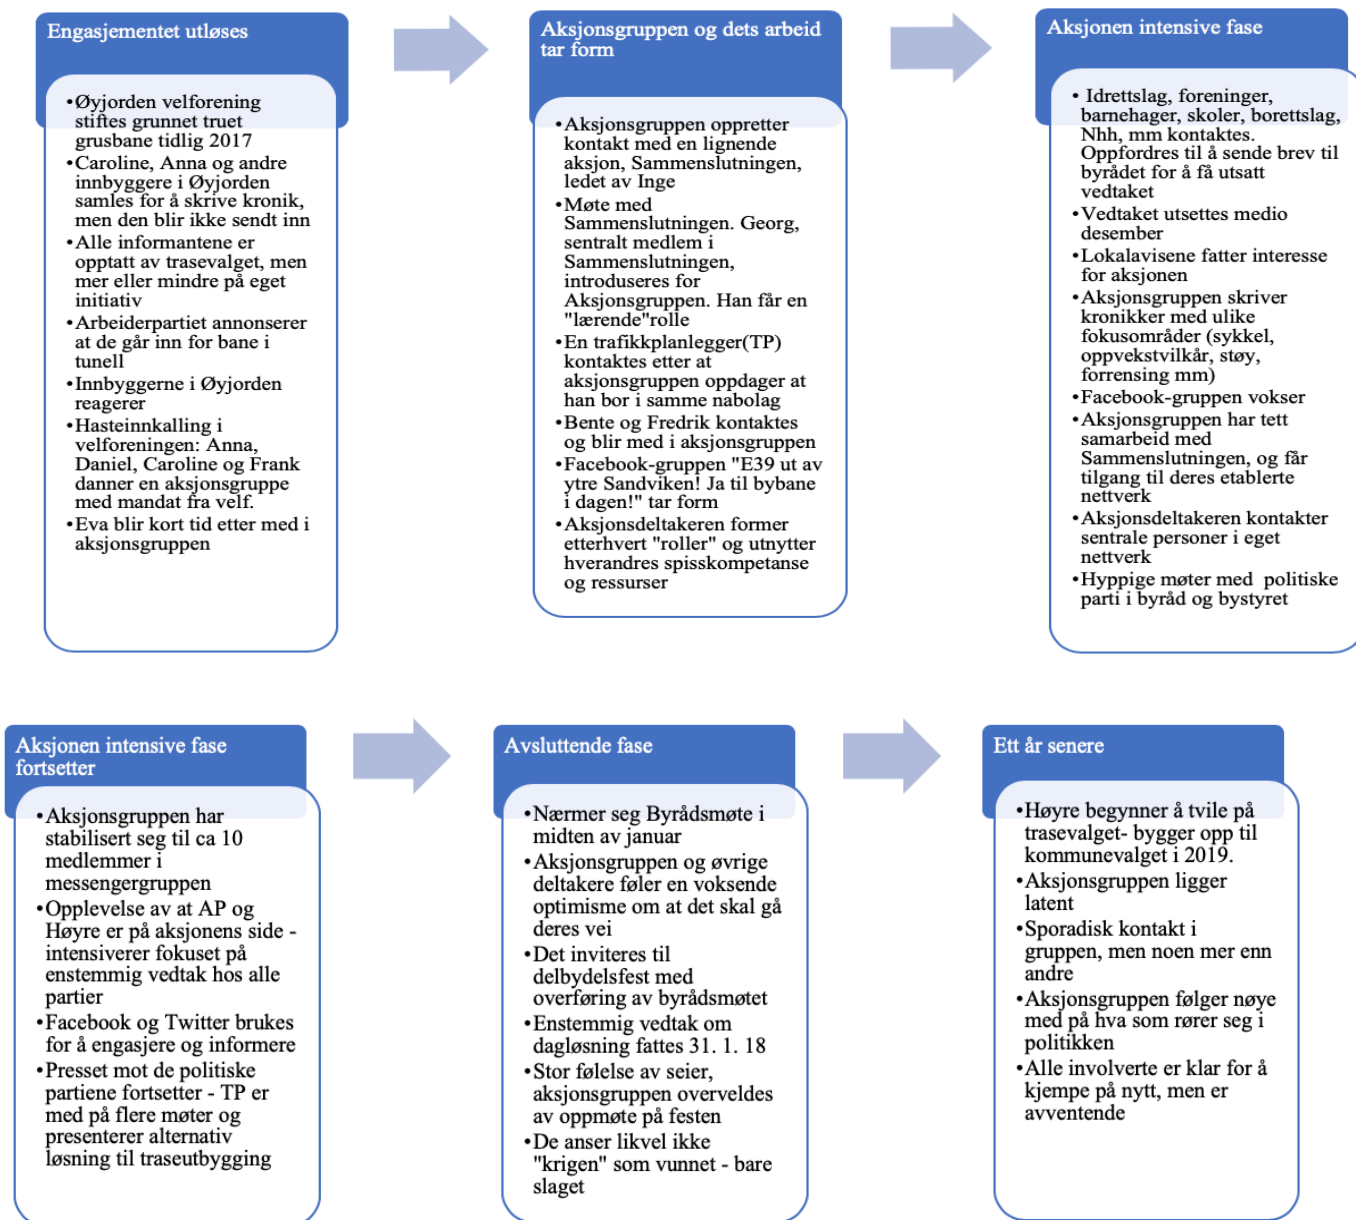 Engasjementet utløses
•Øyjorden velforening
stiftes grunnet truet
grusbane tidlig 2017
•Caroline, Anna og andre
innbyggere i Øyjorden
samles for å skrive kronik,
men den blir ikke sendt inn
•Alle informantene er
opptatt av trasevalget, men
mer eller mindre på eget
initiativ
•Arbeiderpartiet annonserer
at de går inn for bane i
tunell
•Innbyggerne i Øyjorden
reagerer
•Hasteinnkalling i
velforeningen: Anna,
Daniel, Caroline og Frank
danner en aksjonsgruppe
med mandat fra velf.
•Eva blir kort tid etter med i
aksjonsgruppen
Aksjonsgruppen og dets arbeid
tar form
•Aksjonsgruppen oppretter
kontakt med en lignende
aksjon, Sammenslutningen,
ledet av Inge
•Møte med
Sammenslutningen. Georg,
sentralt medlem i
Sammenslutningen,
introduseres for
Aksjonsgruppen. Han får en
"lærende"rolle
•En trafikkplanlegger(TP)
kontaktes etter at
aksjonsgruppen oppdager at
han bor i samme nabolag
•Bente og Fredrik kontaktes
og blir med i aksjonsgruppen
•Facebook-gruppen "E39 ut av
ytre Sandviken! Ja til bybane
i dagen!" tar form
•Aksjonsdeltakeren former
etterhvert "roller" og utnytter
hverandres spisskompetanse
og ressurser
Aksjonen intensive fase
• Idrettslag, foreninger,
barnehager, skoler, borettslag,
Nhh, mm kontaktes.
Oppfordres til å sende brev til
byrådet for å få utsatt
vedtaket
•Vedtaket utsettes medio
desember
•Lokalavisene fatter interesse
for aksjonen
•Aksjonsgruppen skriver
kronikker med ulike
fokusområder (sykkel,
oppvekstvilkår, støy,
forrensing mm)
•Facebook-gruppen vokser
•Aksjonsgruppen har tett
samarbeid med
Sammenslutningen, og får
tilgang til deres etablerte
nettverk
•Aksjonsdeltakeren kontakter
sentrale personer i eget
nettverk
•Hyppige møter med politiske
parti i byråd og bystyret
Aksjonen intensive fase
fortsetter
•Aksjonsgruppen har
stabilisert seg til ca 10
medlemmer i
messengergruppen
•Opplevelse av at AP og
Høyre er på aksjonens side -
intensiverer fokuset på
enstemmig vedtak hos alle
partier
•Facebook og Twitter brukes
for å engasjere og informere
•Presset mot de politiske
partiene fortsetter - TP er
med på flere møter og
presenterer alternativ
løsning til traseutbygging
Avsluttende fase
•Nærmer seg Byrådsmøte i
midten av januar
•Aksjonsgruppen og øvrige
deltakere føler en voksende
optimisme om at det skal gå
deres vei
•Det inviteres til
delbydelsfest med
overføring av byrådsmøtet
•Enstemmig vedtak om
dagløsning fattes 31. 1. 18
•Stor følelse av seier,
aksjonsgruppen overveldes
av oppmøte på festen
•De anser likvel ikke
"krigen" som vunnet - bare
slaget
Ett år senere
•Høyre begynner å tvile på
trasevalget- bygger opp til
kommunevalget i 2019.
•Aksjonsgruppen ligger
latent
•Sporadisk kontakt i
gruppen, men noen mer enn
andre
•Aksjonsgruppen følger nøye
med på hva som rører seg i
politikken
•Alle involverte er klar for å
kjempe på nytt, men er
avventende